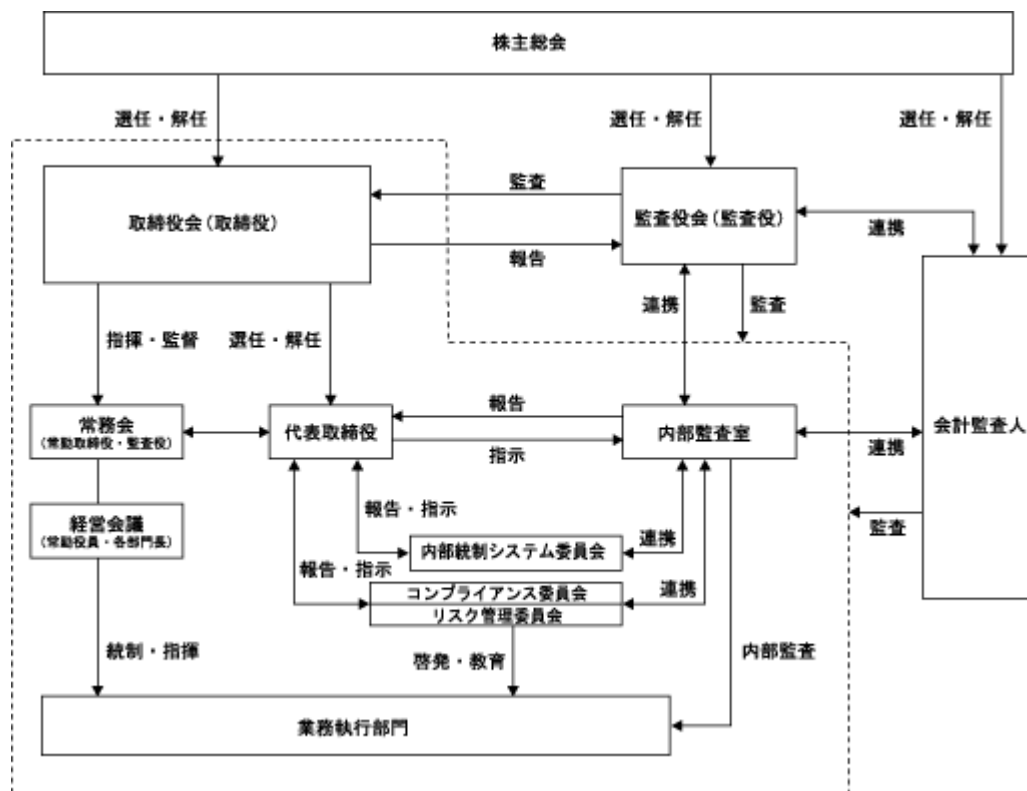 株主総会
選任・解任
選任・解任
選任・解任
取締役会(取締役)
監査
報告
監査役会(監査役)
連携
指揮・監督
選任・解任
連携
監査
常務会
(常勤取締役・監査役)
代表取締役
報告
指示
内部監査室
連携
会計監査人
経営会議
(常勤役員・各部門長)
報告・指示
内部統制システム委員会
連携
監査
報告・指示
コンプライアンス委員会
リスク管理委員会
連携
統制・指揮
啓発・教育
内部監査
業務執行部門